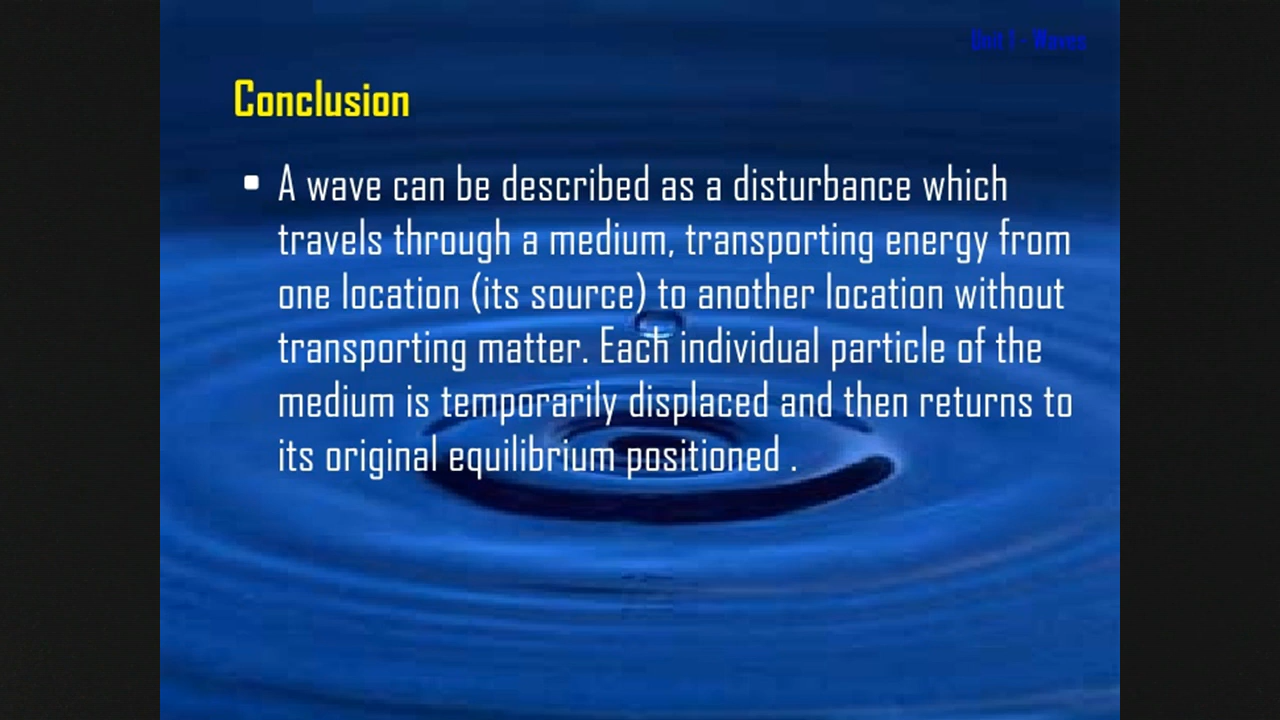 Unit 1 - Waves
Conclusion
▪ A wave can be described as a disturbance which
travels through a medium, transporting energy from
one location (its source) to another location without
transporting matter. Each individual particle of the
medium is temporarily displaced and then returns to
its original equilibrium positioned .